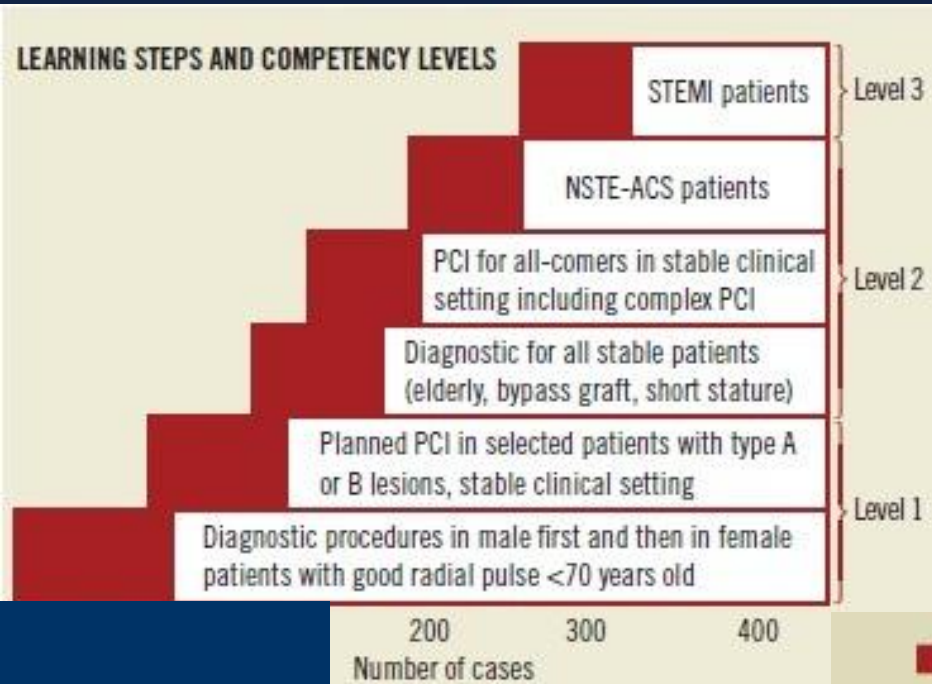 LEARNING STEPS AND COMPETENCY LEVELS
STEMI patients
Level 3
NSTE-ACS patients
PCI for all-comers in stable clinical
setting including complex PCI
Level 2
Diagnostic for all stable patients
(elderly, bypass graft, short stature)
Planned PCI in selected patients with type A
or B lesions, stable clinical setting
Level 1
Diagnostic procedures in male first and then in female
patients with good radial pulse <70 years old
200 300 400
Number of cases